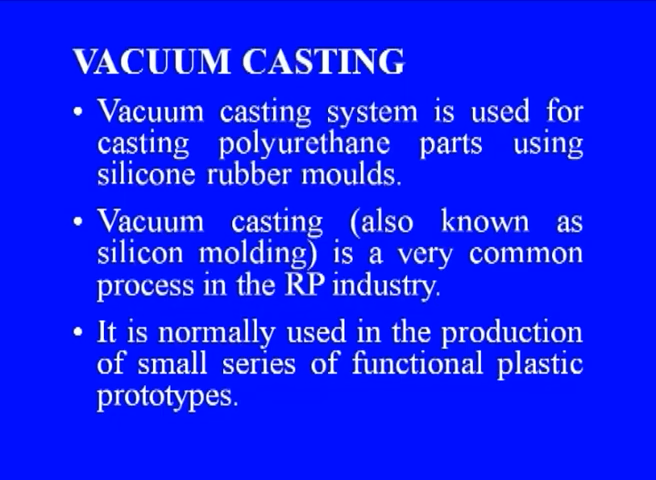 VACUUM CASTING
• Vacuum casting system is used for
casting polyurethane parts using
silicone rubber moulds.
• Vacuum casting (also known as
silicon molding) is a very common
process in the RP industry.
• It is normally used in the production
of small series of functional plastic
prototypes.